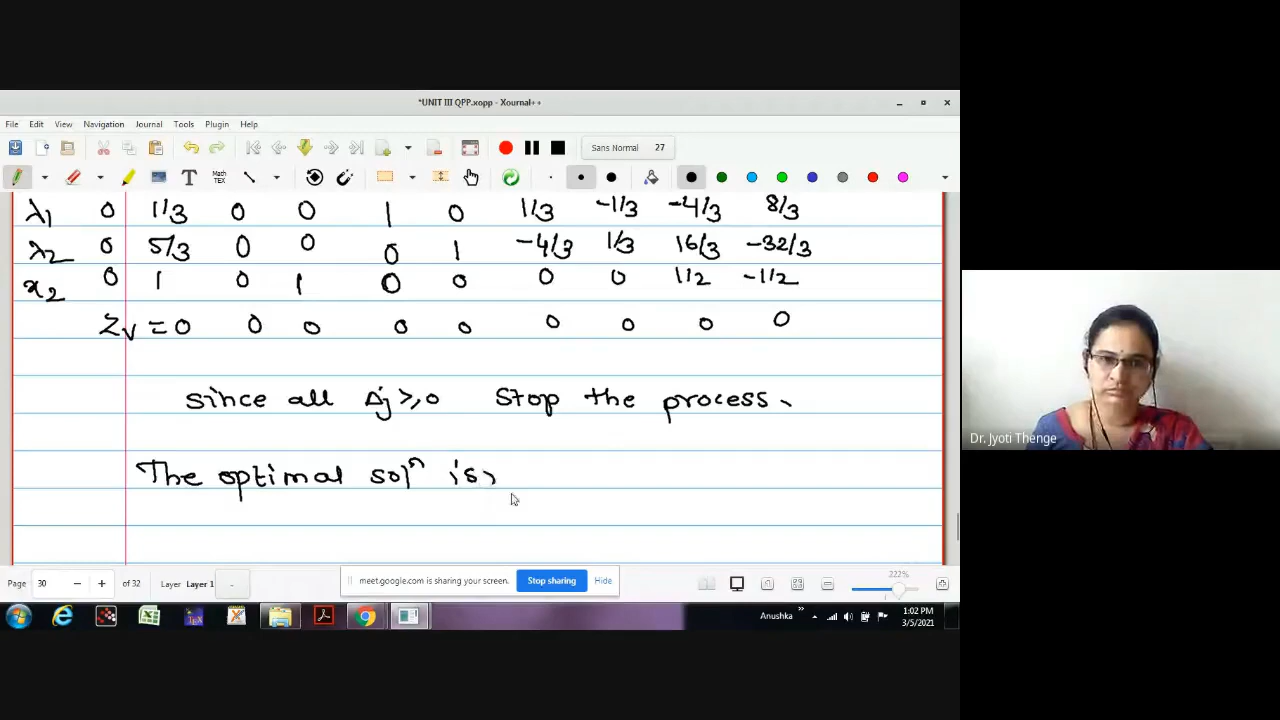 *UNIT III QPP.xopp - Xournal++
File Edit View Navigation Journal Tools Plugin Help
Sans Normal 27
λ1 0 1/3 0 0 1 0 1/3 -1/3 -4/3 8/3
λ2 0 5/3 0 0 0 1 -4/3 1/3 16/3 -32/3
x2 0 1 0 1 0 0 0 0 1/2 -1/2
Zv = 0 0 0 0 0 0 0 0 0
since all Δj ≥ 0 stop the process.
The optimal solⁿ is,
Dr. Jyoti Thenge
Page 30 of 32 Layer Layer 1
meet.google.com is sharing your screen. Stop sharing Hide
222%
Anushka
1:02 PM
3/5/2021